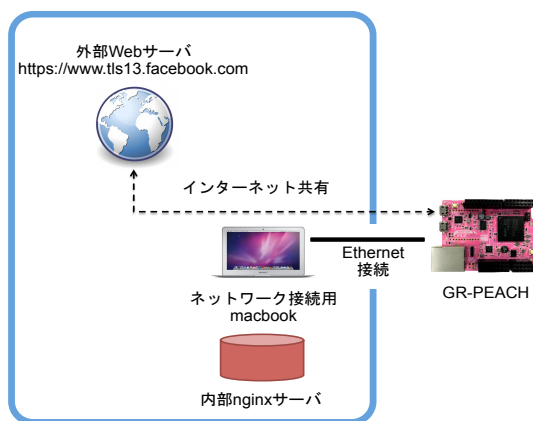 外部Webサーバ
https://www.tls13.facebook.com
インターネット共有
Ethernet
接続
ネットワーク接続用
macbook
GR-PEACH
内部nginxサーバ